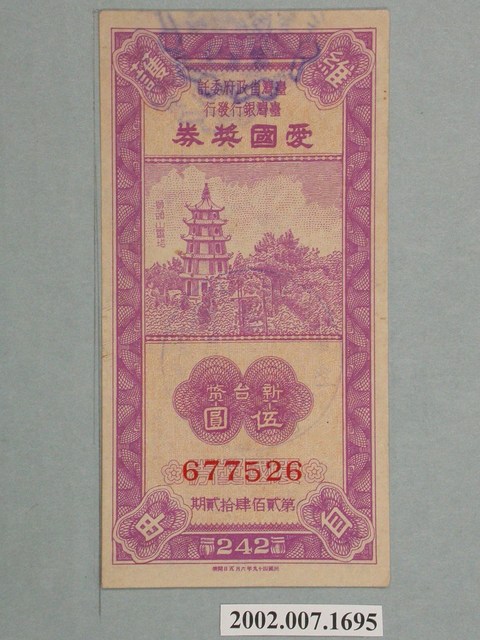 臺灣省政府委託
臺灣銀行發行
愛國奬券
新台幣
伍圓
677526
第貳佰肆拾貳期
242
2002.007.1695